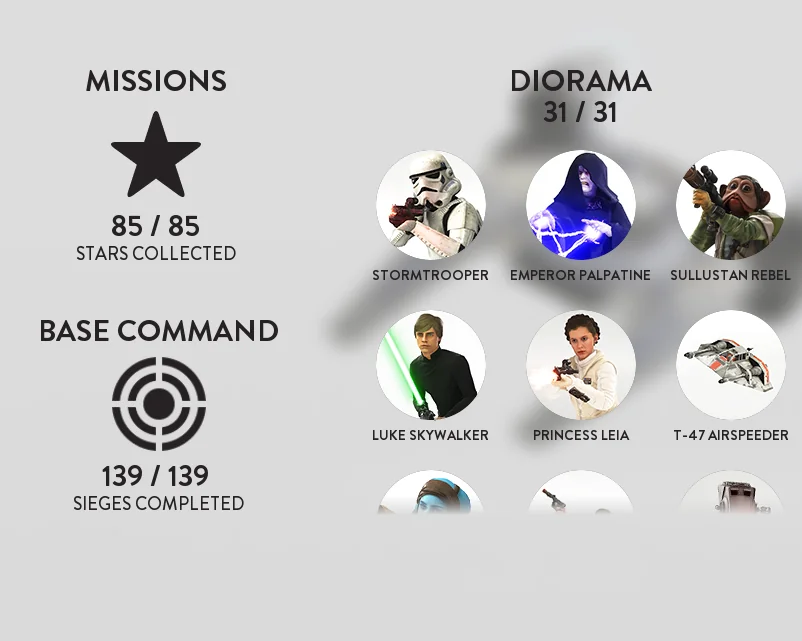 MISSIONS
85 / 85
STARS COLLECTED
BASE COMMAND
139 / 139
SIEGES COMPLETED
DIORAMA
31 / 31
STORMTROOPER
EMPEROR PALPATINE
SULLUSTAN REBEL
LUKE SKYWALKER
PRINCESS LEIA
T-47 AIRSPEEDER